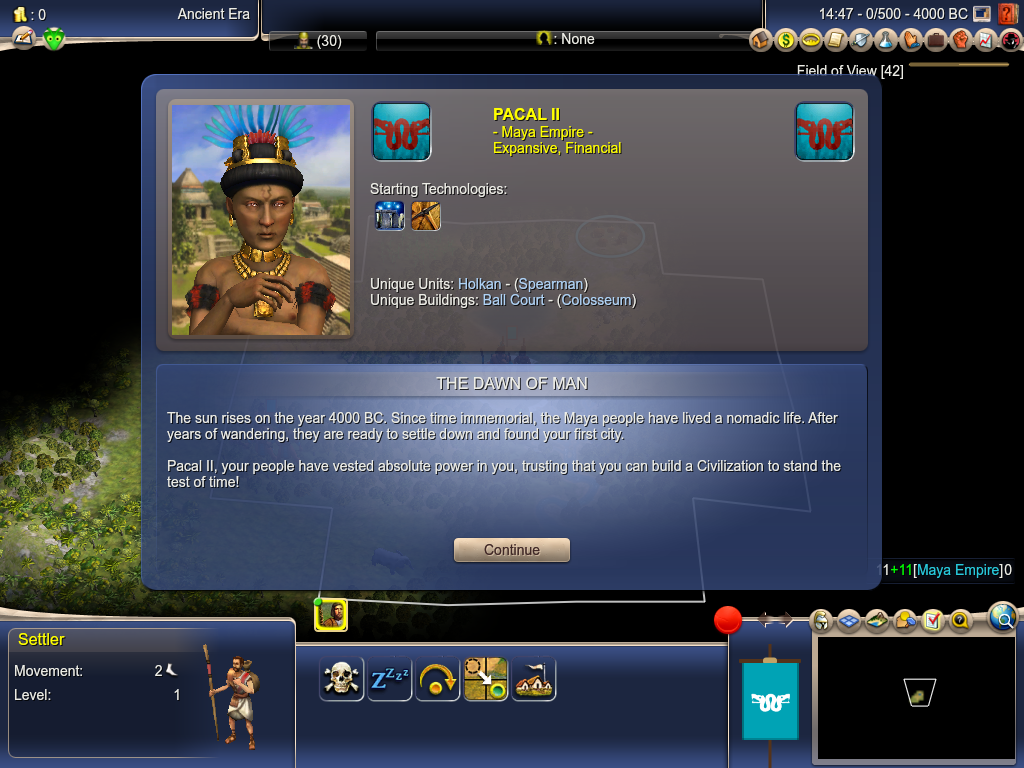 : 0
Ancient Era
(30)
: None
14:47 - 0/500 - 4000 BC
Field of View [42]
PACAL II
- Maya Empire -
Expansive, Financial
Starting Technologies:
Unique Units: Holkan - (Spearman)
Unique Buildings: Ball Court - (Colosseum)
THE DAWN OF MAN
The sun rises on the year 4000 BC. Since time immemorial, the Maya people have lived a nomadic life. After
years of wandering, they are ready to settle down and found your first city.
Pacal II, your people have vested absolute power in you, trusting that you can build a Civilization to stand the
test of time!
Continue
11+11[Maya Empire]0
Settler
Movement: 2
Level: 1
Zzzz